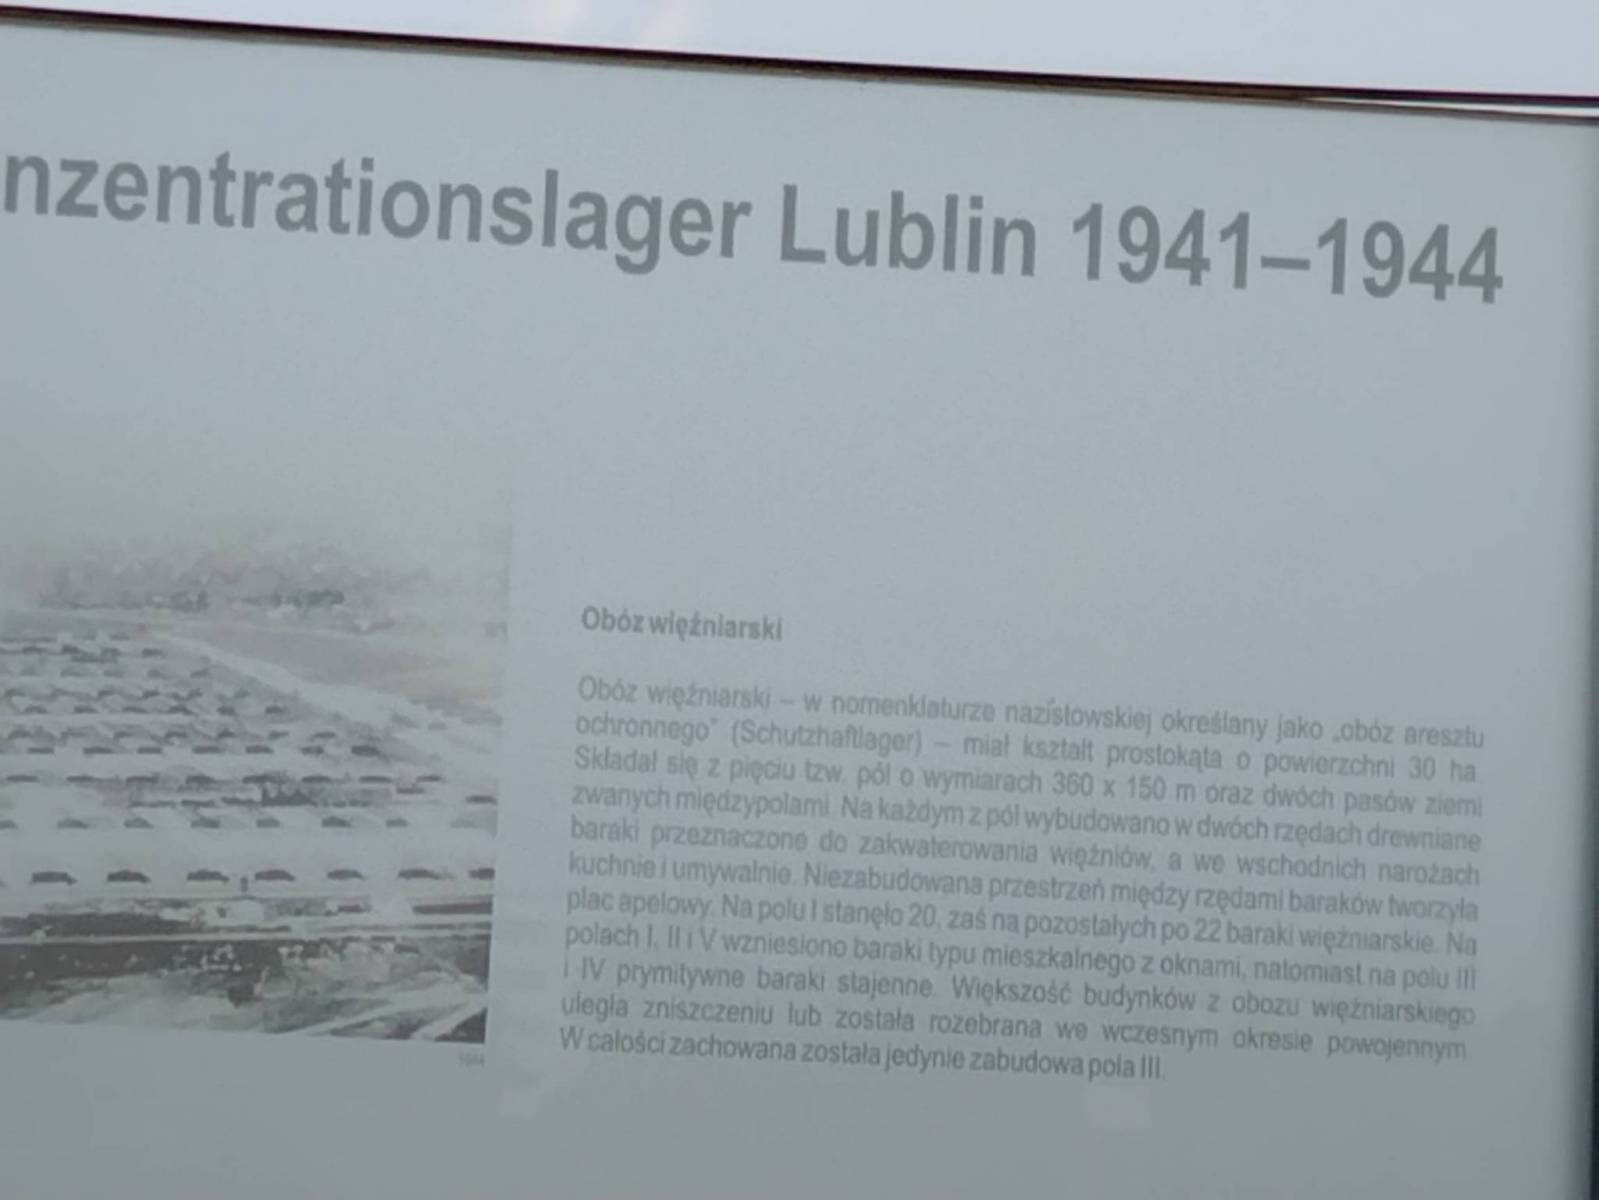 nzentrationslager Lublin 1941–1944
Obóz więźniarski
Obóz więźniarski – w nomenklaturze nazistowskiej określany jako „obóz aresztu
ochronnego” (Schutzhaftlager) – miał kształt prostokąta o powierzchni 30 ha.
Składał się z pięciu tzw. pól o wymiarach 360 x 150 m oraz dwóch pasów ziemi
zwanych międzypolami. Na każdym z pól wybudowano w dwóch rzędach drewniane
baraki przeznaczone do zakwaterowania więźniów, a we wschodnich narożach
kuchnie i umywalnie. Niezabudowana przestrzeń między rzędami baraków tworzyła
plac apelowy. Na polu I stanęło 20, zaś na pozostałych po 22 baraki więźniarskie. Na
polach I, II i V wzniesiono baraki typu mieszkalnego z oknami, natomiast na polu III
i IV prymitywne baraki stajenne. Większość budynków z obozu więźniarskiego
uległa zniszczeniu lub została rozebrana we wczesnym okresie powojennym.
W całości zachowana została jedynie zabudowa pola III.
1944